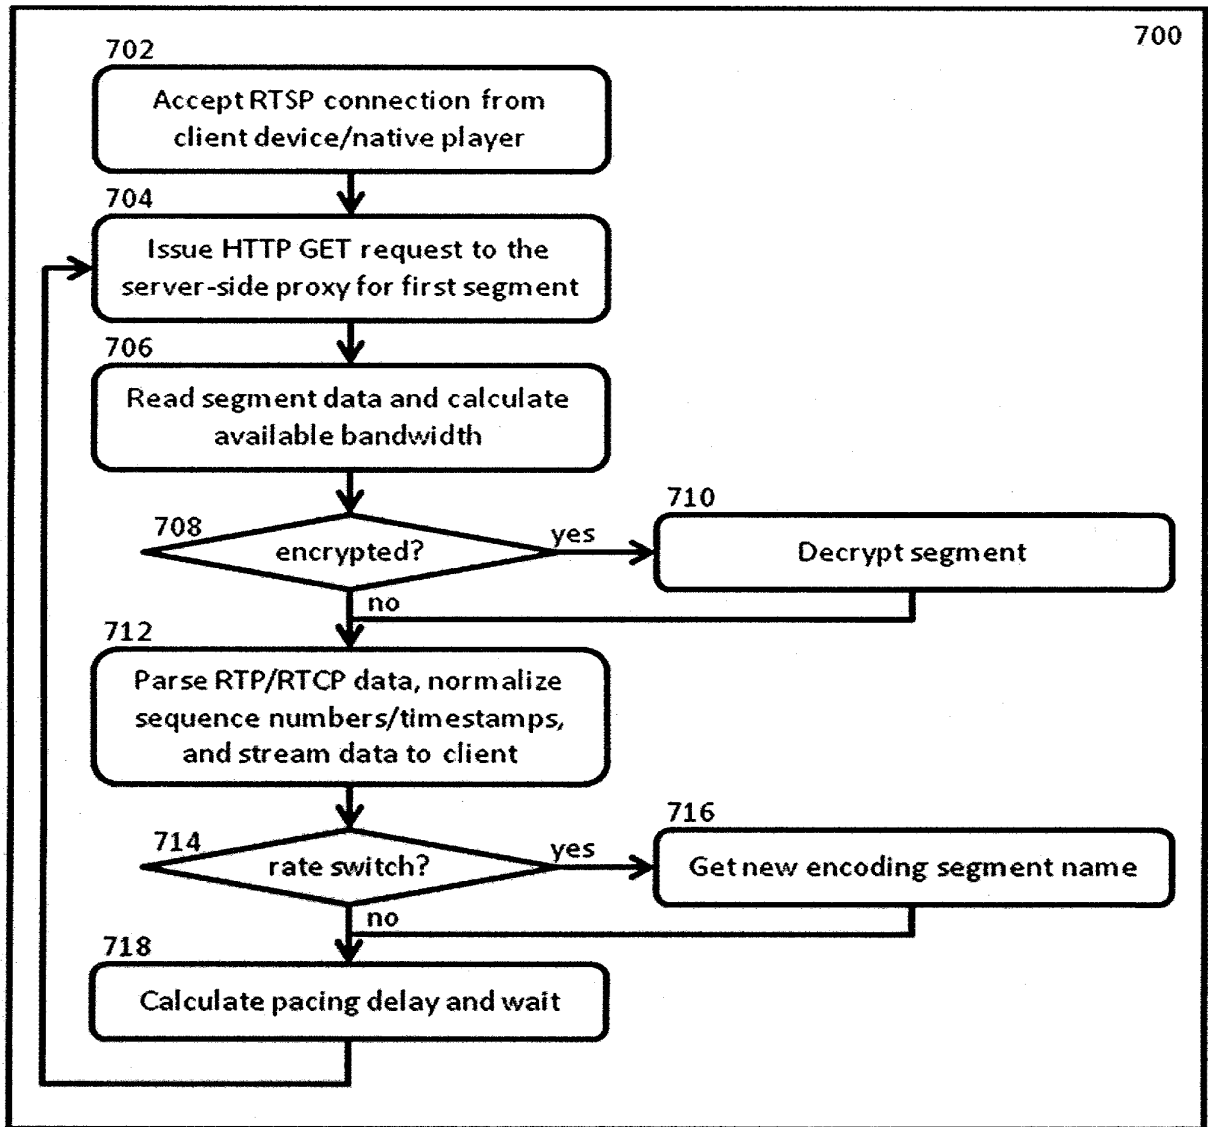 700
702
Accept RTSP connection from
client device/native player
704
Issue HTTP GET request to the
server-side proxy for first segment
706
Read segment data and calculate
available bandwidth
708
encrypted?
yes
710
Decrypt segment
no
712
Parse RTP/RTCP data, normalize
sequence numbers/timestamps,
and stream data to client
714
rate switch?
yes
716
Get new encoding segment name
no
718
Calculate pacing delay and wait